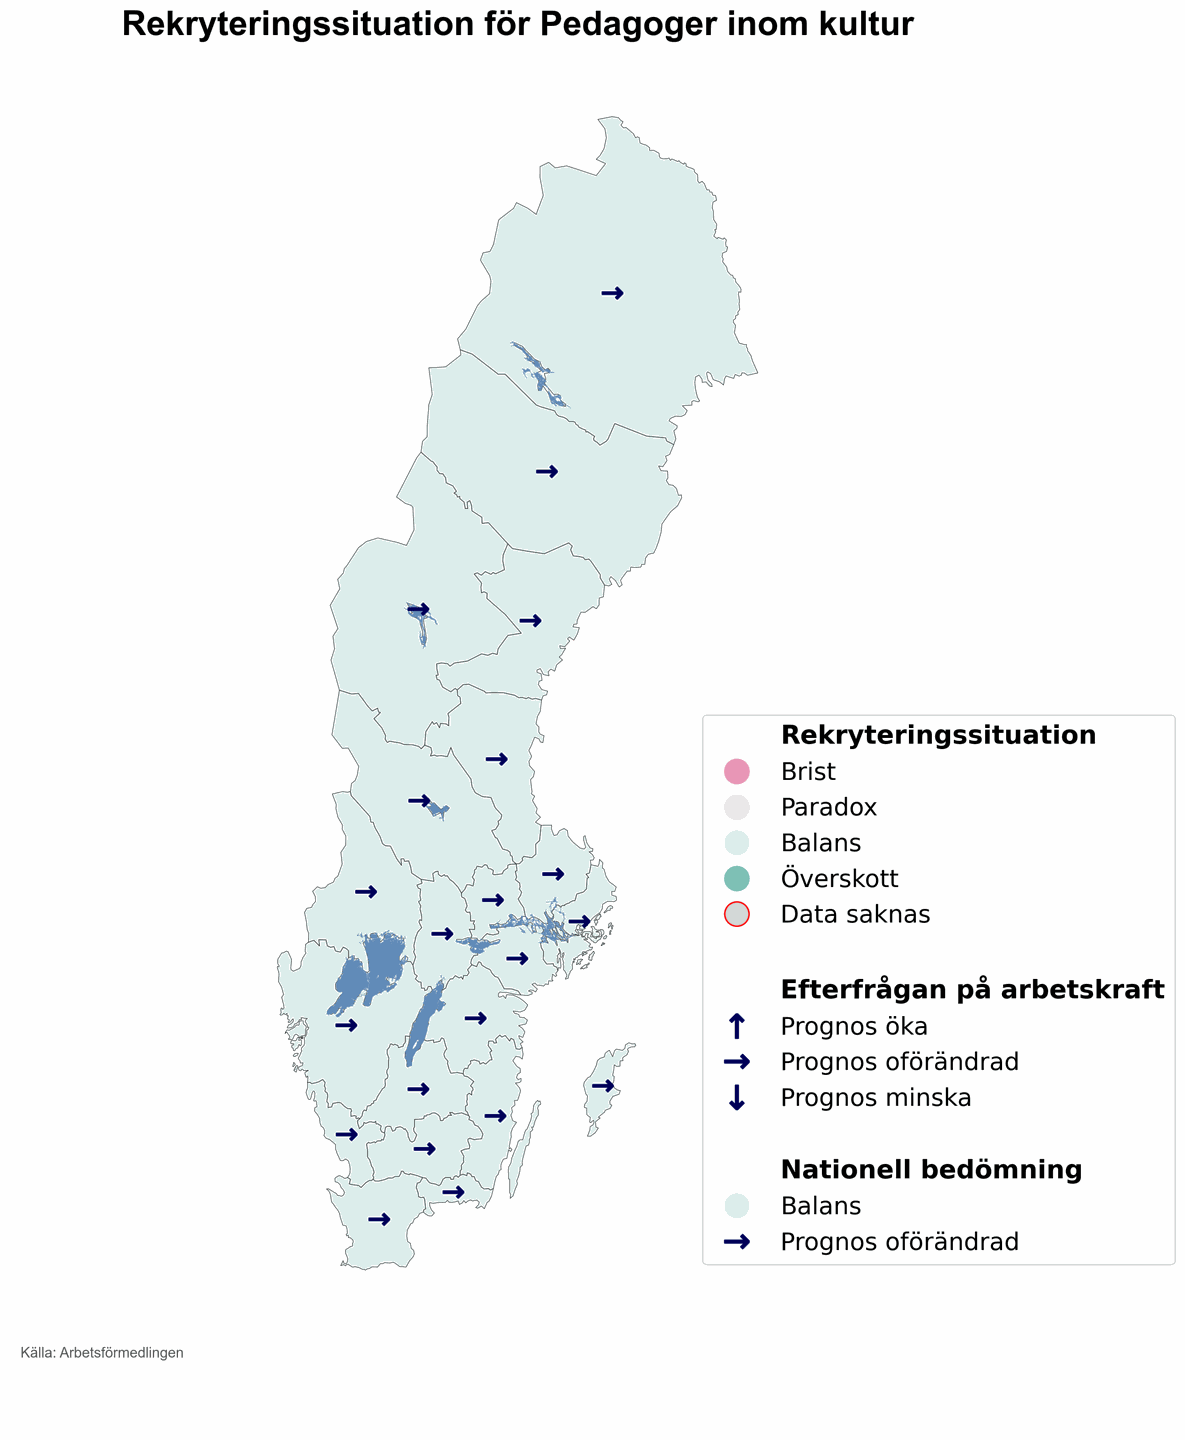 Rekryteringssituation för Pedagoger inom kultur
Rekryteringssituation
Brist
Paradox
Balans
Överskott
Data saknas
Efterfrågan på arbetskraft
Prognos öka
Prognos oförändrad
Prognos minska
Nationell bedömning
Balans
Prognos oförändrad
Källa: Arbetsförmedlingen